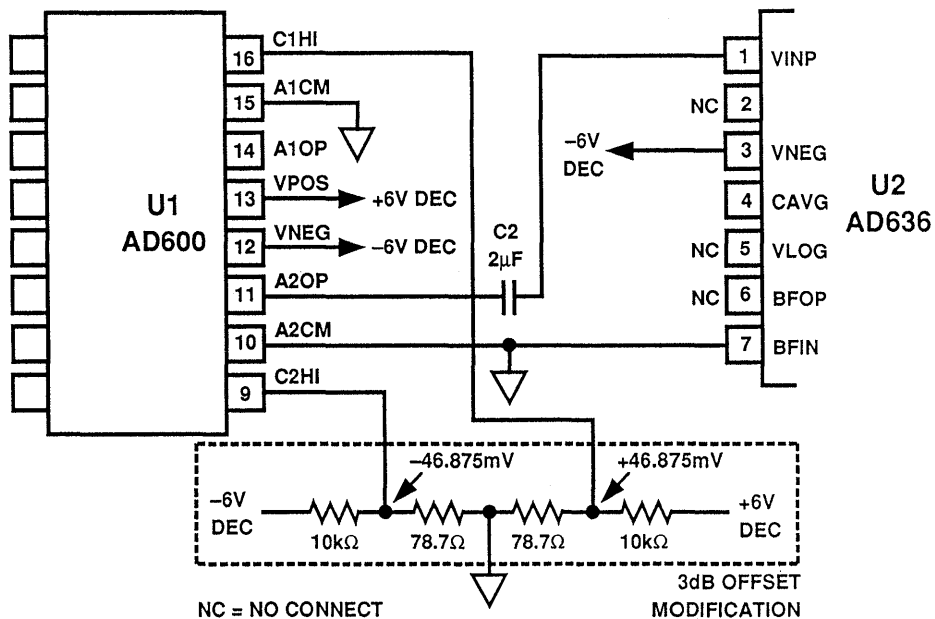 16 C1HI
15 A1CM
14 A1OP
13 VPOS
+6V DEC
12 VNEG
–6V DEC
11 A2OP
10 A2CM
9 C2HI
U1
AD600
C2
2µF
1 VINP
NC 2
–6V
DEC
3 VNEG
4 CAVG
NC 5 VLOG
NC 6 BFOP
7 BFIN
U2
AD636
–46.875mV
+46.875mV
–6V
DEC
10kΩ
78.7Ω
78.7Ω
10kΩ
+6V
DEC
3dB OFFSET
MODIFICATION
NC = NO CONNECT